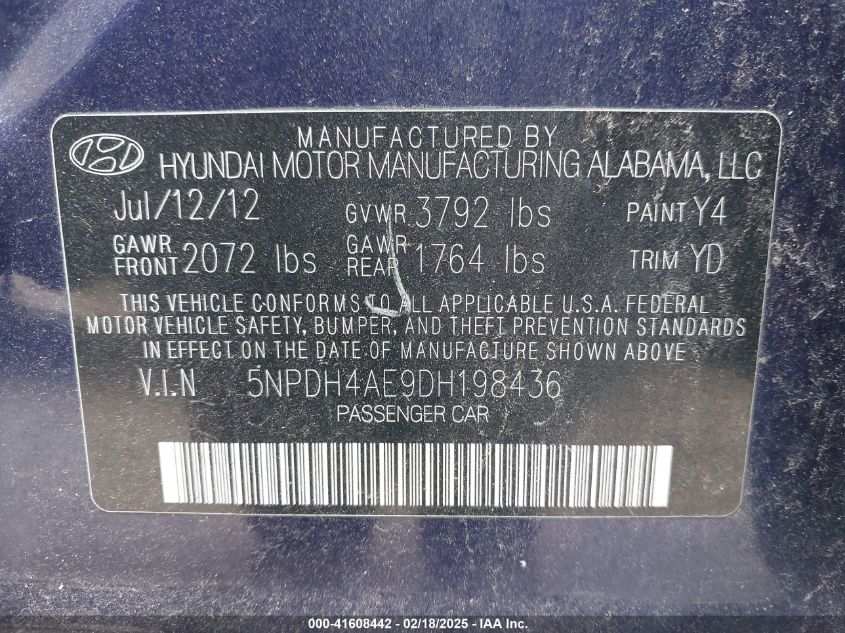 MANUFACTURED BY
HYUNDAI MOTOR MANUFACTURING ALABAMA, LLC
Jul/12/12 GVWR 3792 lbs PAINT Y4
GAWR FRONT 2072 lbs GAWR REAR 1764 lbs TRIM YD
THIS VEHICLE CONFORMS TO ALL APPLICABLE U.S.A. FEDERAL
MOTOR VEHICLE SAFETY, BUMPER, AND THEFT PREVENTION STANDARDS
IN EFFECT ON THE DATE OF MANUFACTURE SHOWN ABOVE
V.I.N 5NPDH4AE9DH198436
PASSENGER CAR
000-41608442 - 02/18/2025 - IAA Inc.